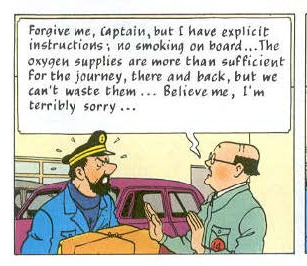 Forgive me, Captain, but I have explicit
instructions; no smoking on board...The
oxygen supplies are more than sufficient
for the journey, there and back, but we
can't waste them ... Believe me, I'm
terribly sorry ...